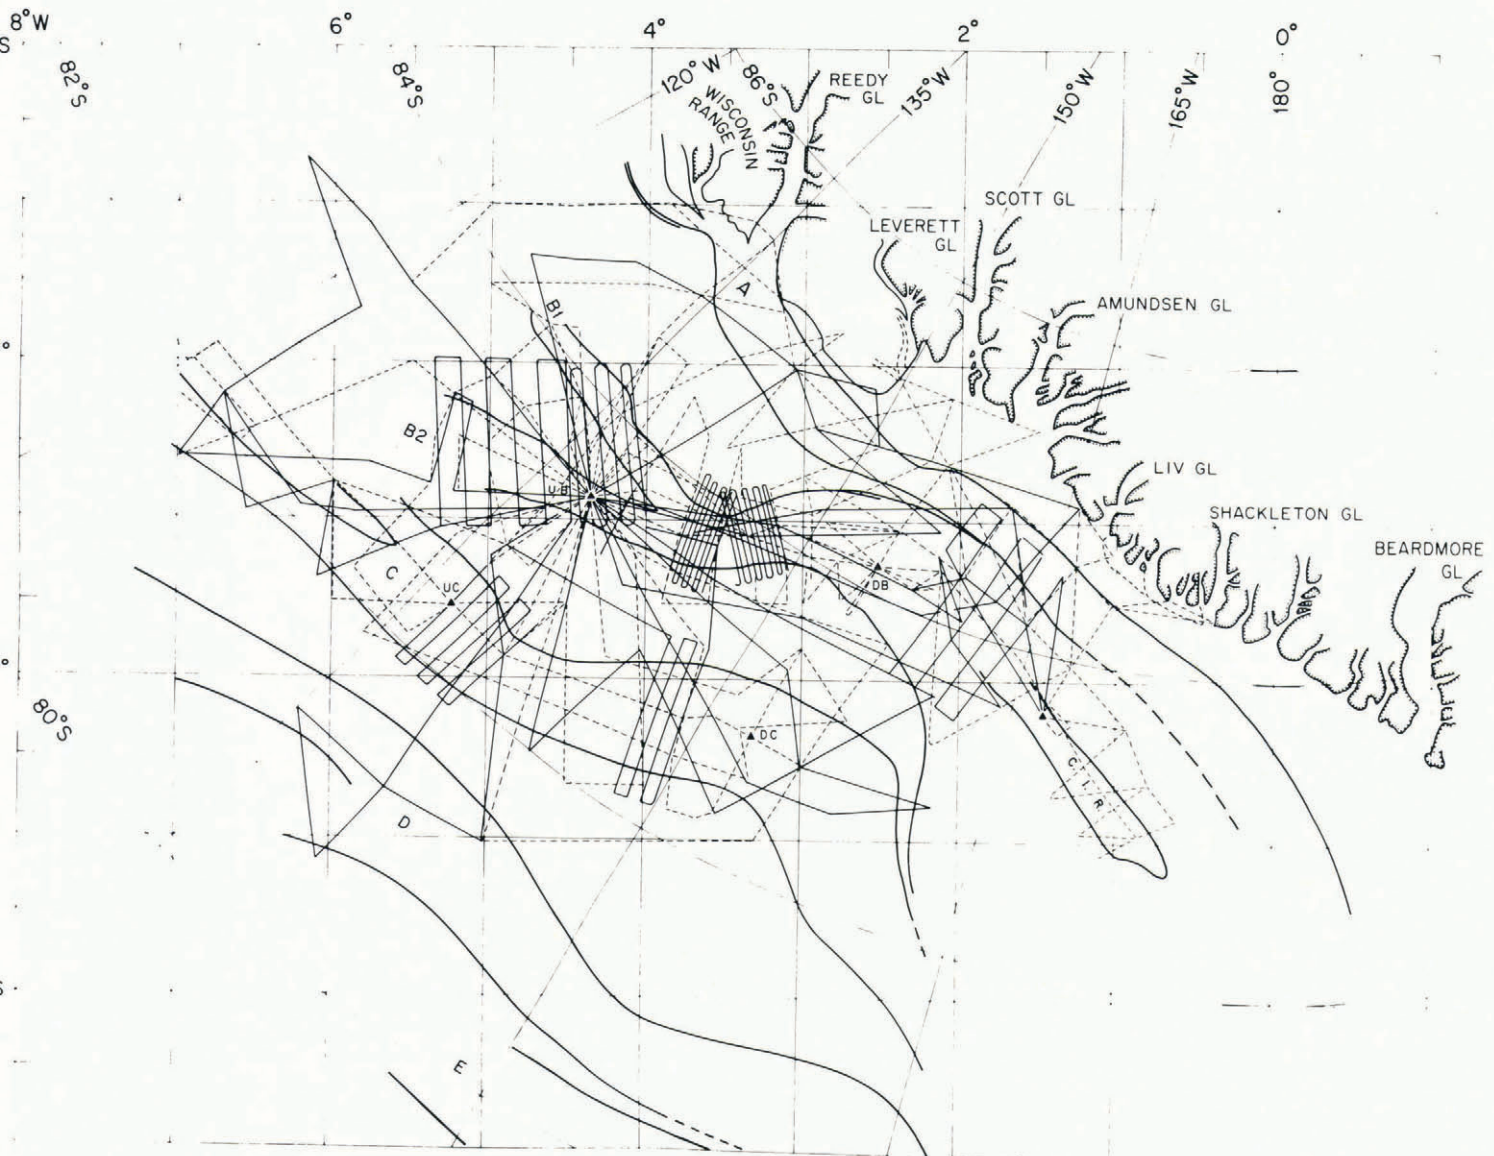 8°W
6°
4°
2°
0°
S
82°S
84°S
120°W
86°S
135°W
150°W
165°W
180°
REEDY
GL
WISCONSIN
RANGE
SCOTT GL
LEVERETT
GL
AMUNDSEN GL
A
B1
B2
UB
LIV GL
SHACKLETON GL
BEARDMORE
GL
C
UC
DB
DC
C. I. R.
80°S
D
S
E